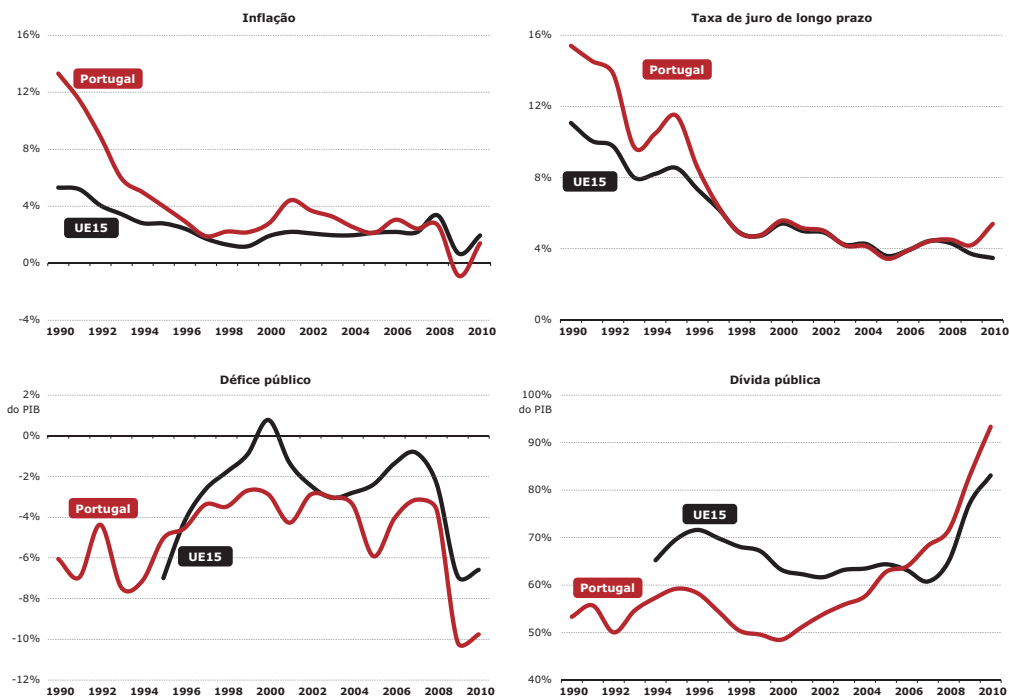 Inflação
16%
12%
8%
4%
0%
-4%
Portugal
UE15
1990 1992 1994 1996 1998 2000 2002 2004 2006 2008 2010
Taxa de juro de longo prazo
16%
12%
8%
4%
0%
Portugal
UE15
1990 1992 1994 1996 1998 2000 2002 2004 2006 2008 2010
Défice público
2%
do PIB
0%
-2%
-4%
-6%
-8%
-10%
-12%
Portugal
UE15
1990 1992 1994 1996 1998 2000 2002 2004 2006 2008 2010
Dívida pública
100%
do PIB
90%
80%
70%
60%
50%
40%
UE15
Portugal
1990 1992 1994 1996 1998 2000 2002 2004 2006 2008 2010